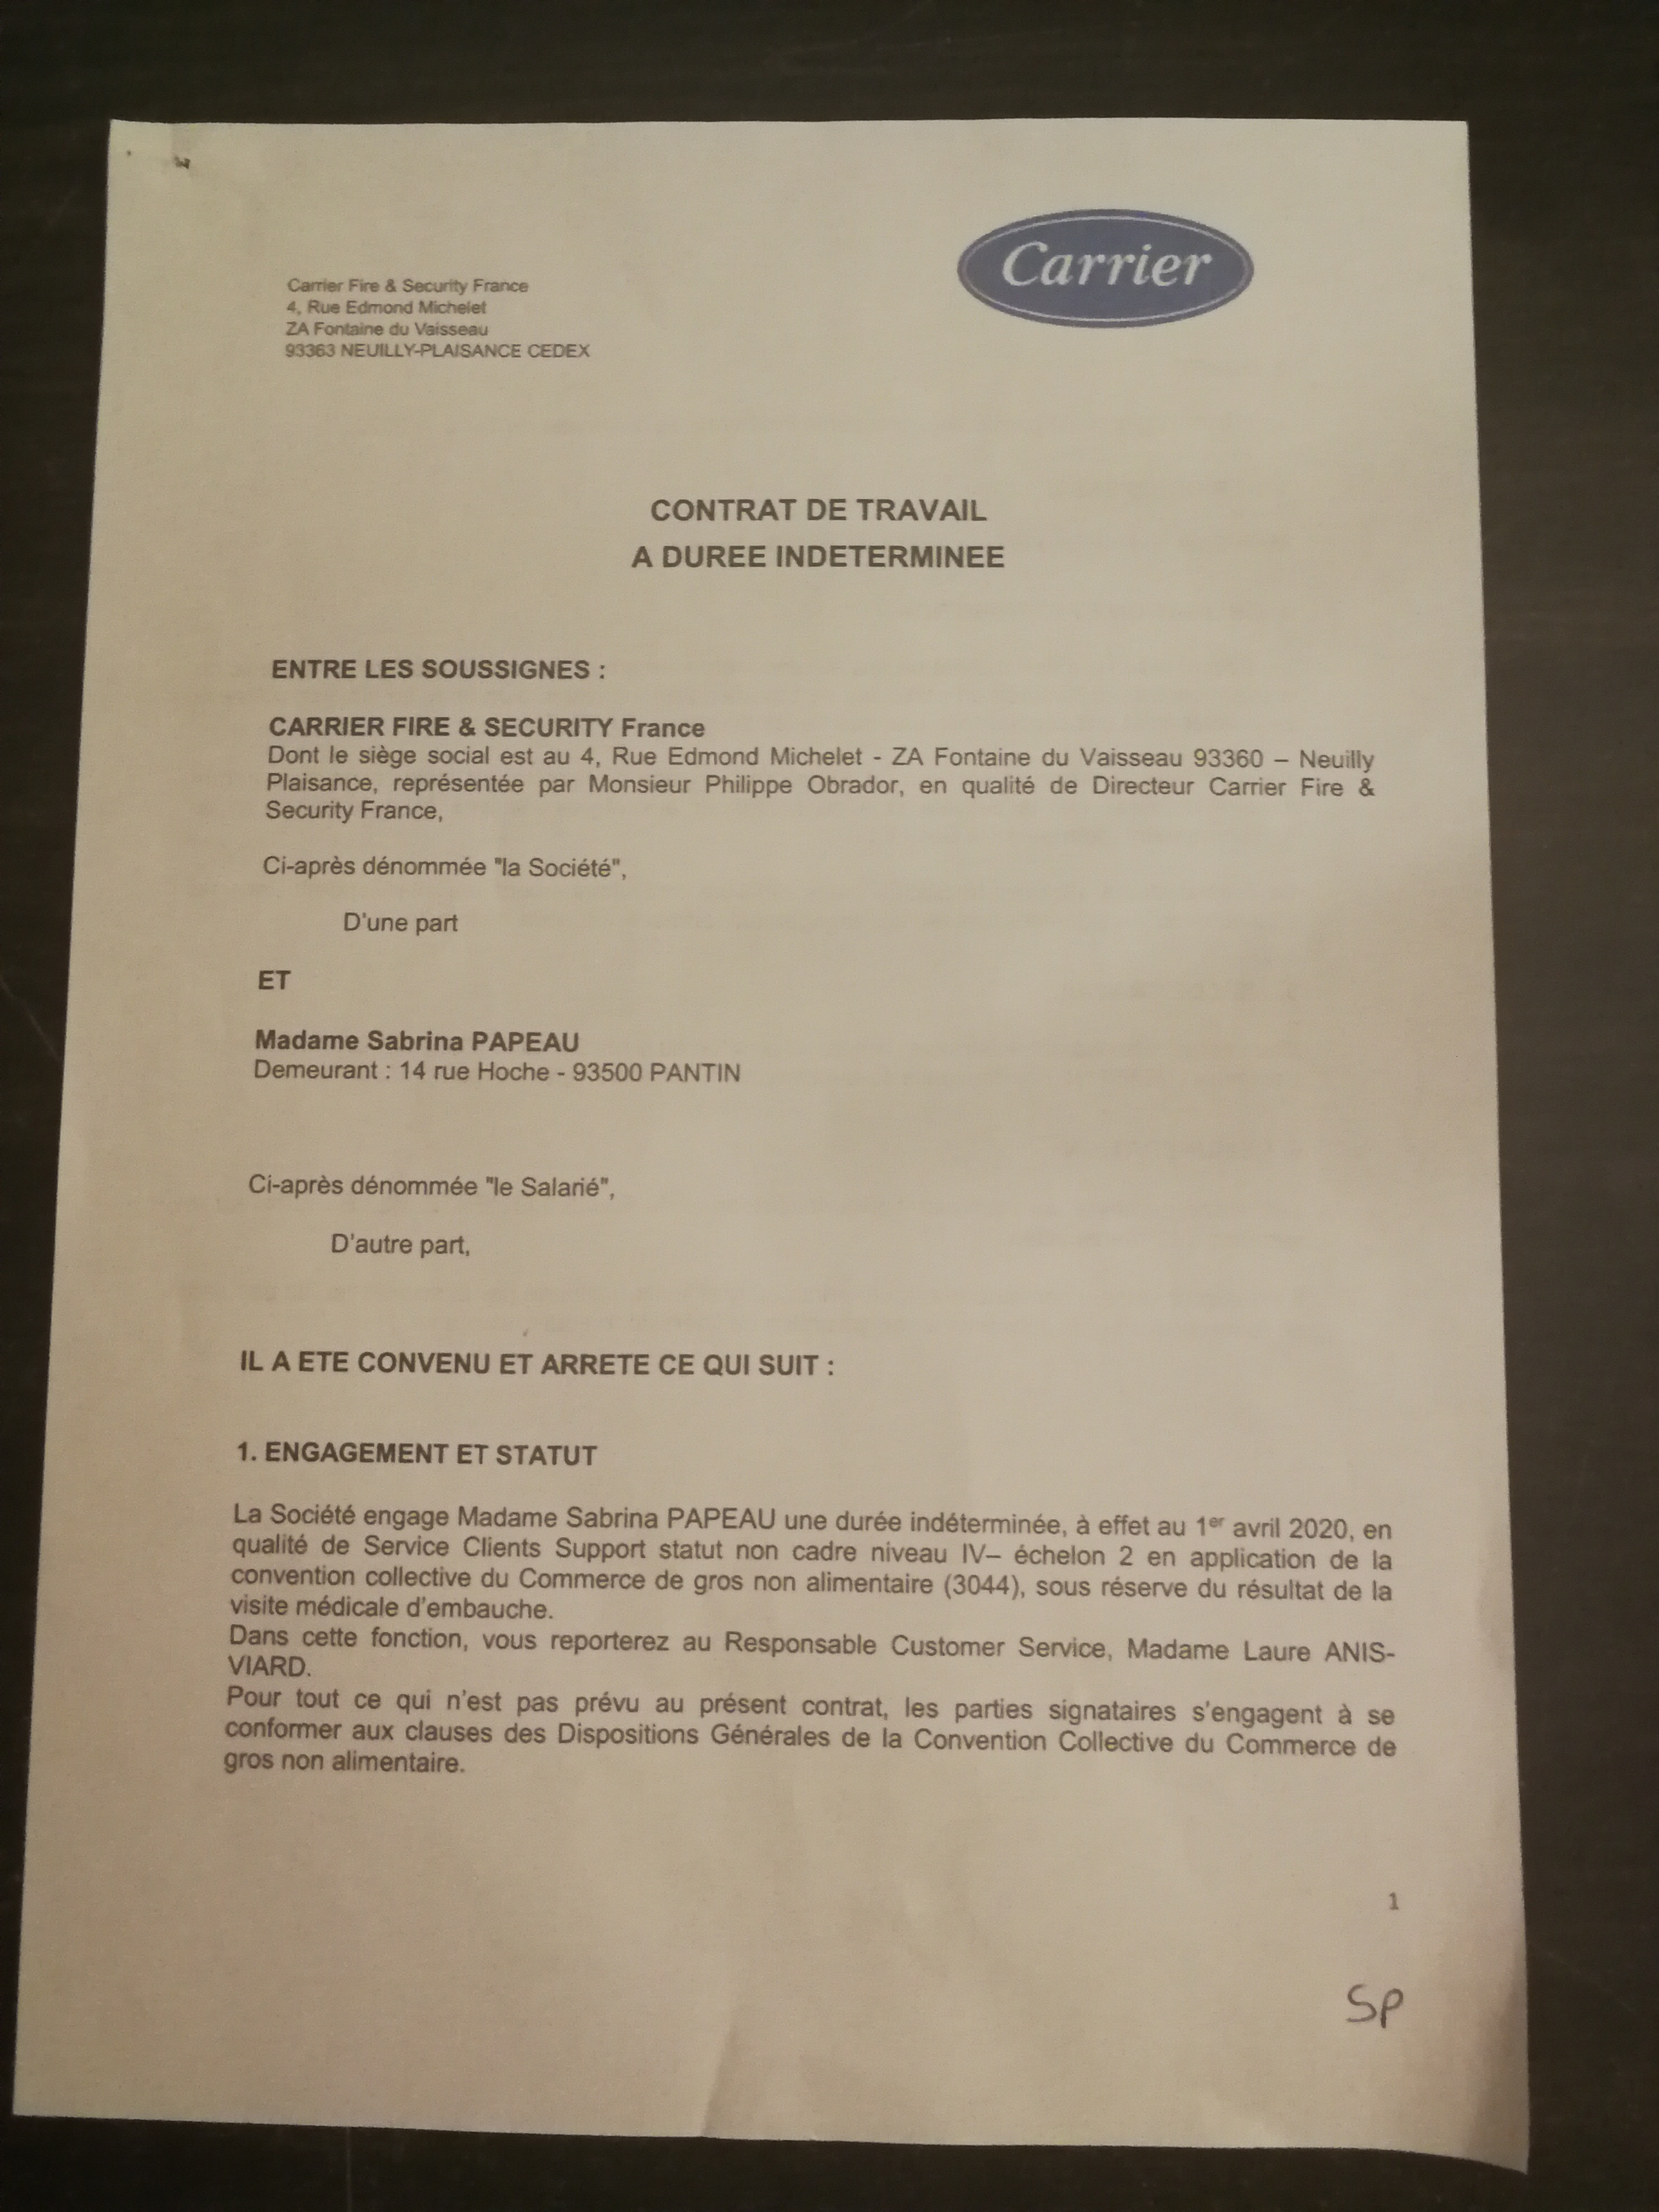 Carrier
Carrier Fire & Security France
4, Rue Edmond Michelet
ZA Fontaine du Vaisseau
93363 NEUILLY-PLAISANCE CEDEX
CONTRAT DE TRAVAIL
A DUREE INDETERMINEE
ENTRE LES SOUSSIGNES :
CARRIER FIRE & SECURITY France
Dont le siège social est au 4, Rue Edmond Michelet - ZA Fontaine du Vaisseau 93360 – Neuilly
Plaisance, représentée par Monsieur Philippe Obrador, en qualité de Directeur Carrier Fire &
Security France,
Ci-après dénommée "la Société",
D'une part
ET
Madame Sabrina PAPEAU
Demeurant : 14 rue Hoche - 93500 PANTIN
Ci-après dénommée "le Salarié",
D'autre part,
IL A ETE CONVENU ET ARRETE CE QUI SUIT :
1. ENGAGEMENT ET STATUT
La Société engage Madame Sabrina PAPEAU une durée indéterminée, à effet au 1er avril 2020, en
qualité de Service Clients Support statut non cadre niveau IV– échelon 2 en application de la
convention collective du Commerce de gros non alimentaire (3044), sous réserve du résultat de la
visite médicale d'embauche.
Dans cette fonction, vous reporterez au Responsable Customer Service, Madame Laure ANIS-
VIARD.
Pour tout ce qui n'est pas prévu au présent contrat, les parties signataires s'engagent à se
conformer aux clauses des Dispositions Générales de la Convention Collective du Commerce de
gros non alimentaire.
1
SP